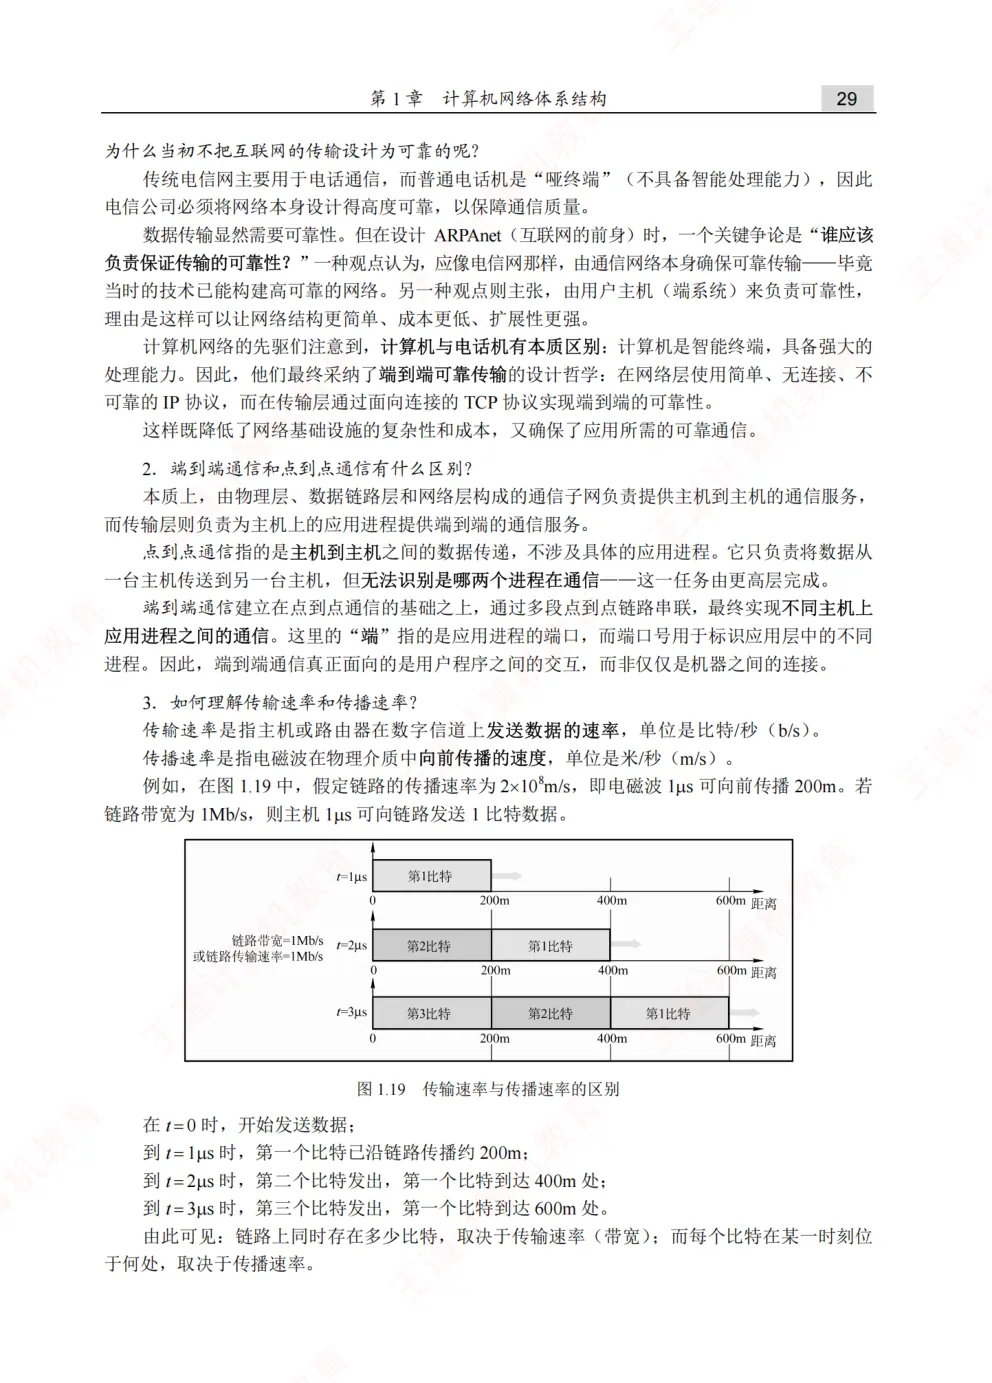 第 1 章 计算机网络体系结构 29
为什么当初不把互联网的传输设计为可靠的呢？
传统电信网主要用于电话通信，而普通电话机是“哑终端”（不具备智能处理能力），因此
电信公司必须将网络本身设计得高度可靠，以保障通信质量。
数据传输显然需要可靠性。但在设计 ARPAnet（互联网的前身）时，一个关键争论是“谁应该
负责保证传输的可靠性？”一种观点认为，应像电信网那样，由通信网络本身确保可靠传输——毕竟
当时的技术已能构建高可靠的网络。另一种观点则主张，由用户主机（端系统）来负责可靠性，
理由是这样可以让网络结构更简单、成本更低、扩展性更强。
计算机网络的先驱们注意到，计算机与电话机有本质区别：计算机是智能终端，具备强大的
处理能力。因此，他们最终采纳了端到端可靠传输的设计哲学：在网络层使用简单、无连接、不
可靠的 IP 协议，而在传输层通过面向连接的 TCP 协议实现端到端的可靠性。
这样既降低了网络基础设施的复杂性和成本，又确保了应用所需的可靠通信。
2．端到端通信和点到点通信有什么区别？
本质上，由物理层、数据链路层和网络层构成的通信子网负责提供主机到主机的通信服务，
而传输层则负责为主机上的应用进程提供端到端的通信服务。
点到点通信指的是主机到主机之间的数据传递，不涉及具体的应用进程。它只负责将数据从
一台主机传送到另一台主机，但无法识别是哪两个进程在通信——这一任务由更高层完成。
端到端通信建立在点到点通信的基础之上，通过多段点到点链路串联，最终实现不同主机上
应用进程之间的通信。这里的“端”指的是应用进程的端口，而端口号用于标识应用层中的不同
进程。因此，端到端通信真正面向的是用户程序之间的交互，而非仅仅是机器之间的连接。
3．如何理解传输速率和传播速率？
传输速率是指主机或路由器在数字信道上发送数据的速率，单位是比特/秒（b/s）。
传播速率是指电磁波在物理介质中向前传播的速度，单位是米/秒（m/s）。
例如，在图 1.19 中，假定链路的传播速率为 2×10⁸m/s，即电磁波 1μs 可向前传播 200m。若
链路带宽为 1Mb/s，则主机 1μs 可向链路发送 1 比特数据。
t=1μs 第1比特
0 200m 400m 600m 距离
链路带宽=1Mb/s
或链路传输速率=1Mb/s
t=2μs 第2比特 第1比特
0 200m 400m 600m 距离
t=3μs 第3比特 第2比特 第1比特
0 200m 400m 600m 距离
图 1.19 传输速率与传播速率的区别
在 t = 0 时，开始发送数据；
到 t = 1μs 时，第一个比特已沿链路传播约 200m；
到 t = 2μs 时，第二个比特发出，第一个比特到达 400m 处；
到 t = 3μs 时，第三个比特发出，第一个比特到达 600m 处。
由此可见：链路上同时存在多少比特，取决于传输速率（带宽）；而每个比特在某一时刻位
于何处，取决于传播速率。